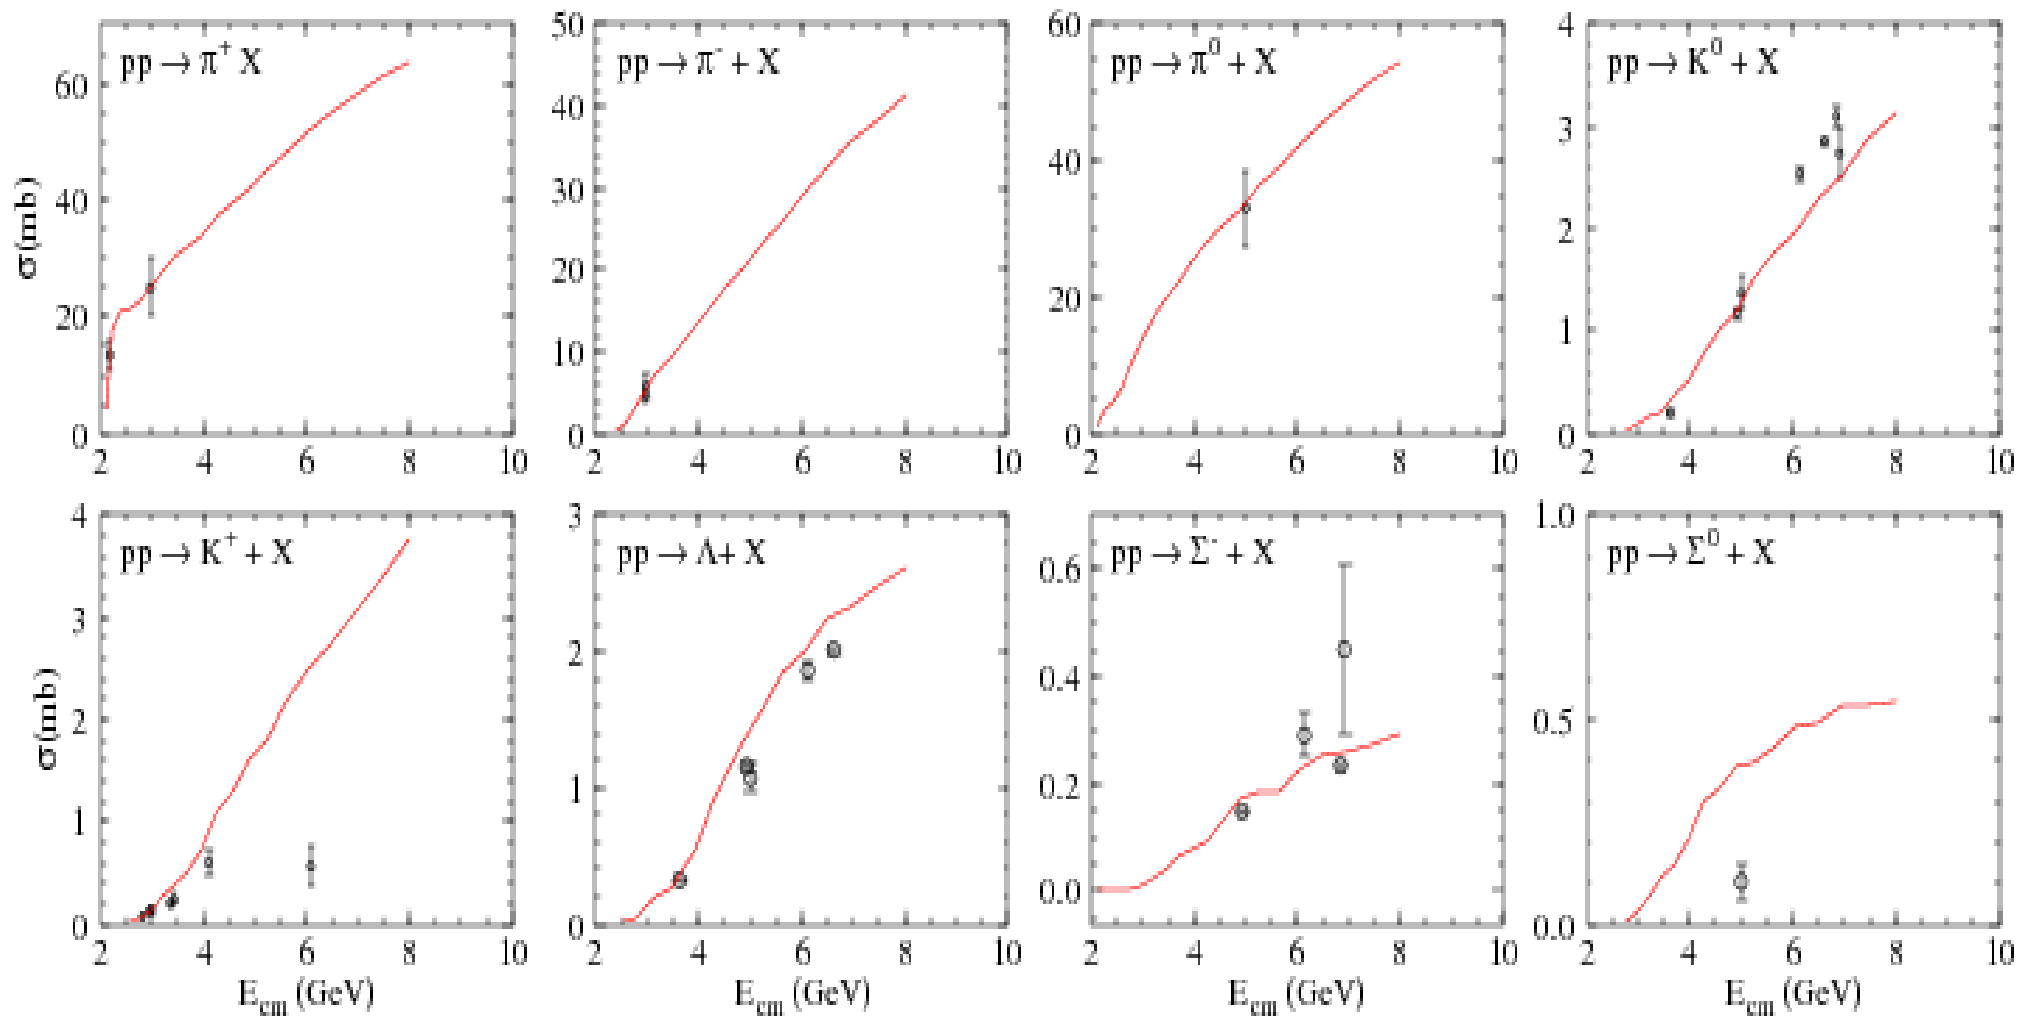 pp → π⁺ X
σ(mb)
60
40
20
0
2 4 6 8 10
pp → π⁻ + X
50
40
30
20
10
0
2 4 6 8 10
pp → π⁰ + X
60
40
20
0
2 4 6 8 10
pp → K⁰ + X
4
3
2
1
0
2 4 6 8 10
pp → K⁺ + X
σ(mb)
4
3
2
1
0
2 4 6 8 10
E_cm (GeV)
pp → Λ + X
3
2
1
0
2 4 6 8 10
E_cm (GeV)
pp → Σ⁻ + X
0.6
0.4
0.2
0.0
2 4 6 8 10
E_cm (GeV)
pp → Σ⁰ + X
1.0
0.5
0.0
2 4 6 8 10
E_cm (GeV)